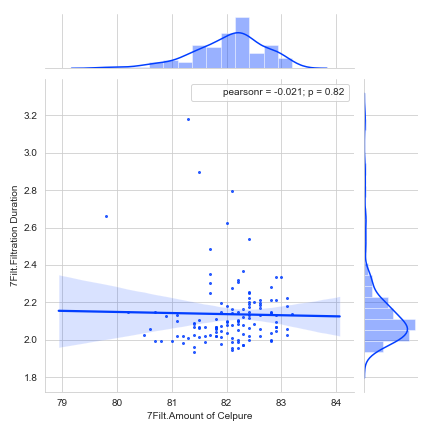 pearsonr = -0.021; p = 0.82
3.2
3.0
2.8
2.6
2.4
2.2
2.0
1.8
7Filt.Filtration Duration
79 80 81 82 83 84
7Filt.Amount of Celpure